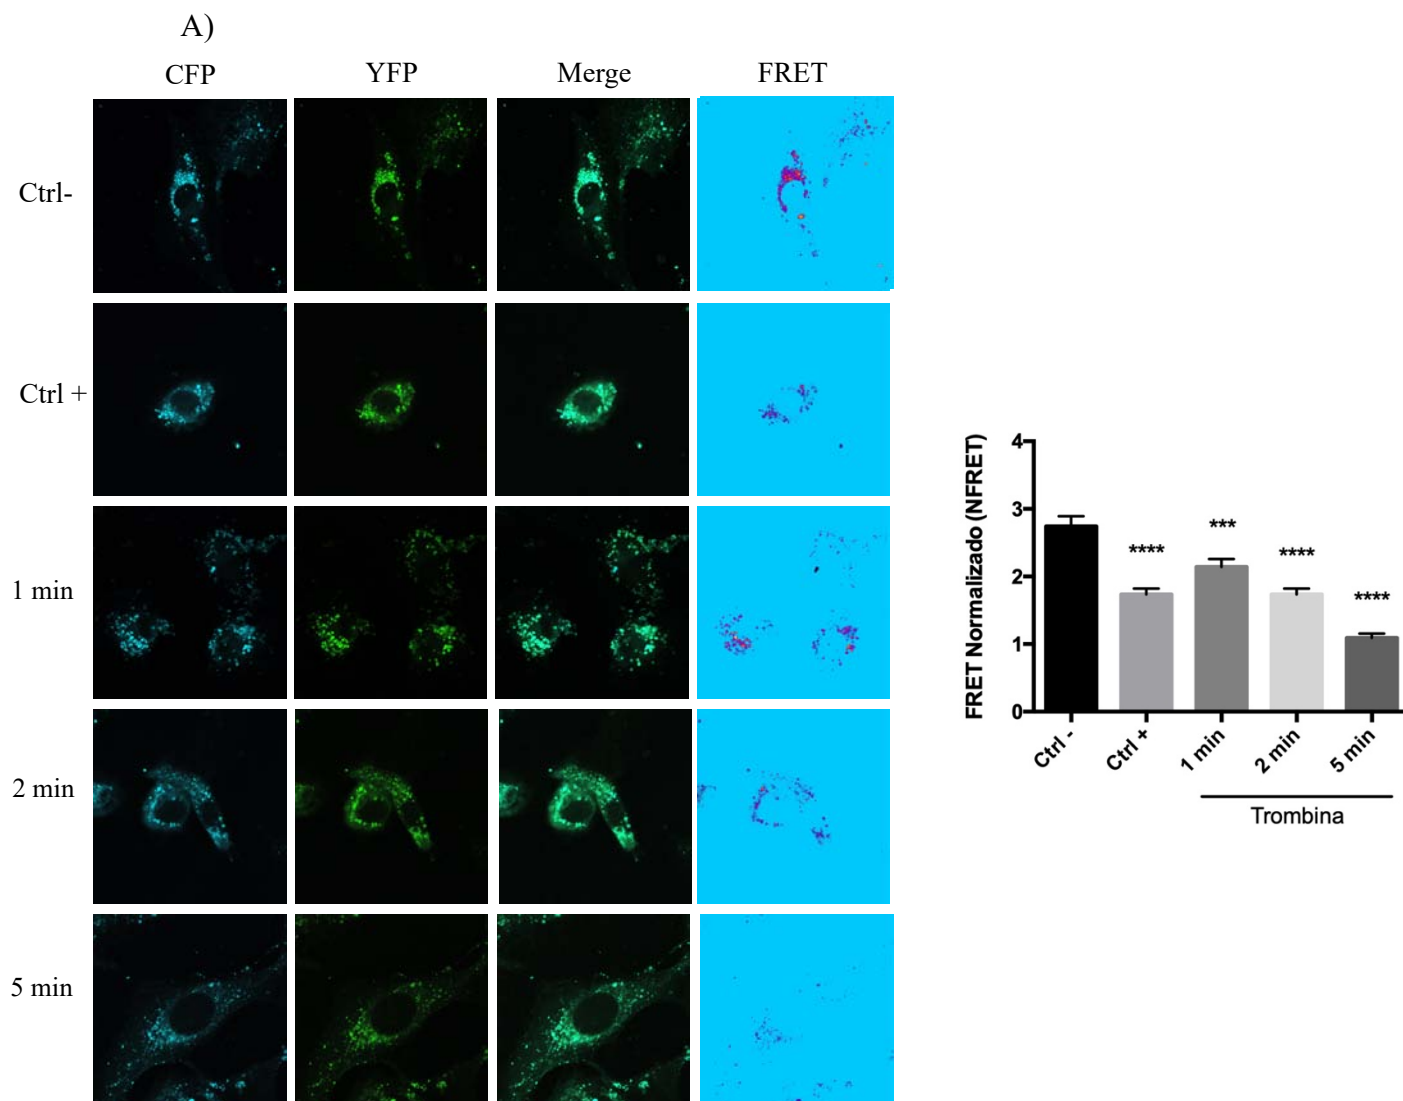 A)
CFP YFP Merge FRET
Ctrl-
Ctrl +
1 min
2 min
5 min
FRET Normalizado (NFRET)
4
3
2
1
0
****
***
****
****
Ctrl -
Ctrl +
1 min
2 min
5 min
Trombina